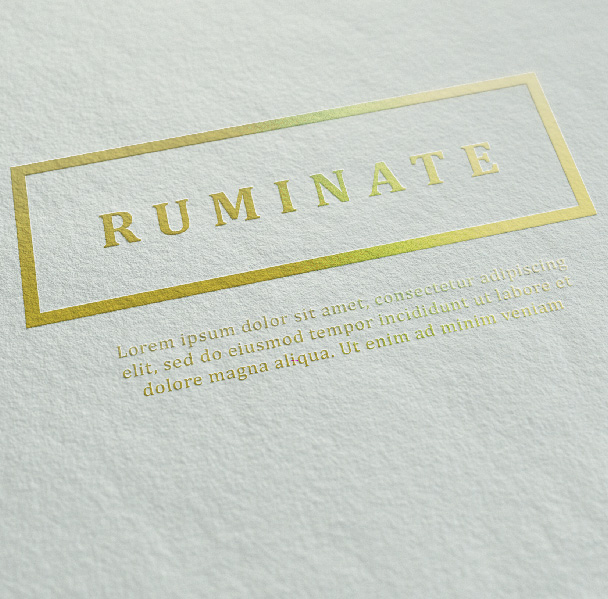 RUMINATE
Lorem ipsum dolor sit amet, consectetur adipiscing
elit, sed do eiusmod tempor incididunt ut labore et
dolore magna aliqua. Ut enim ad minim veniam